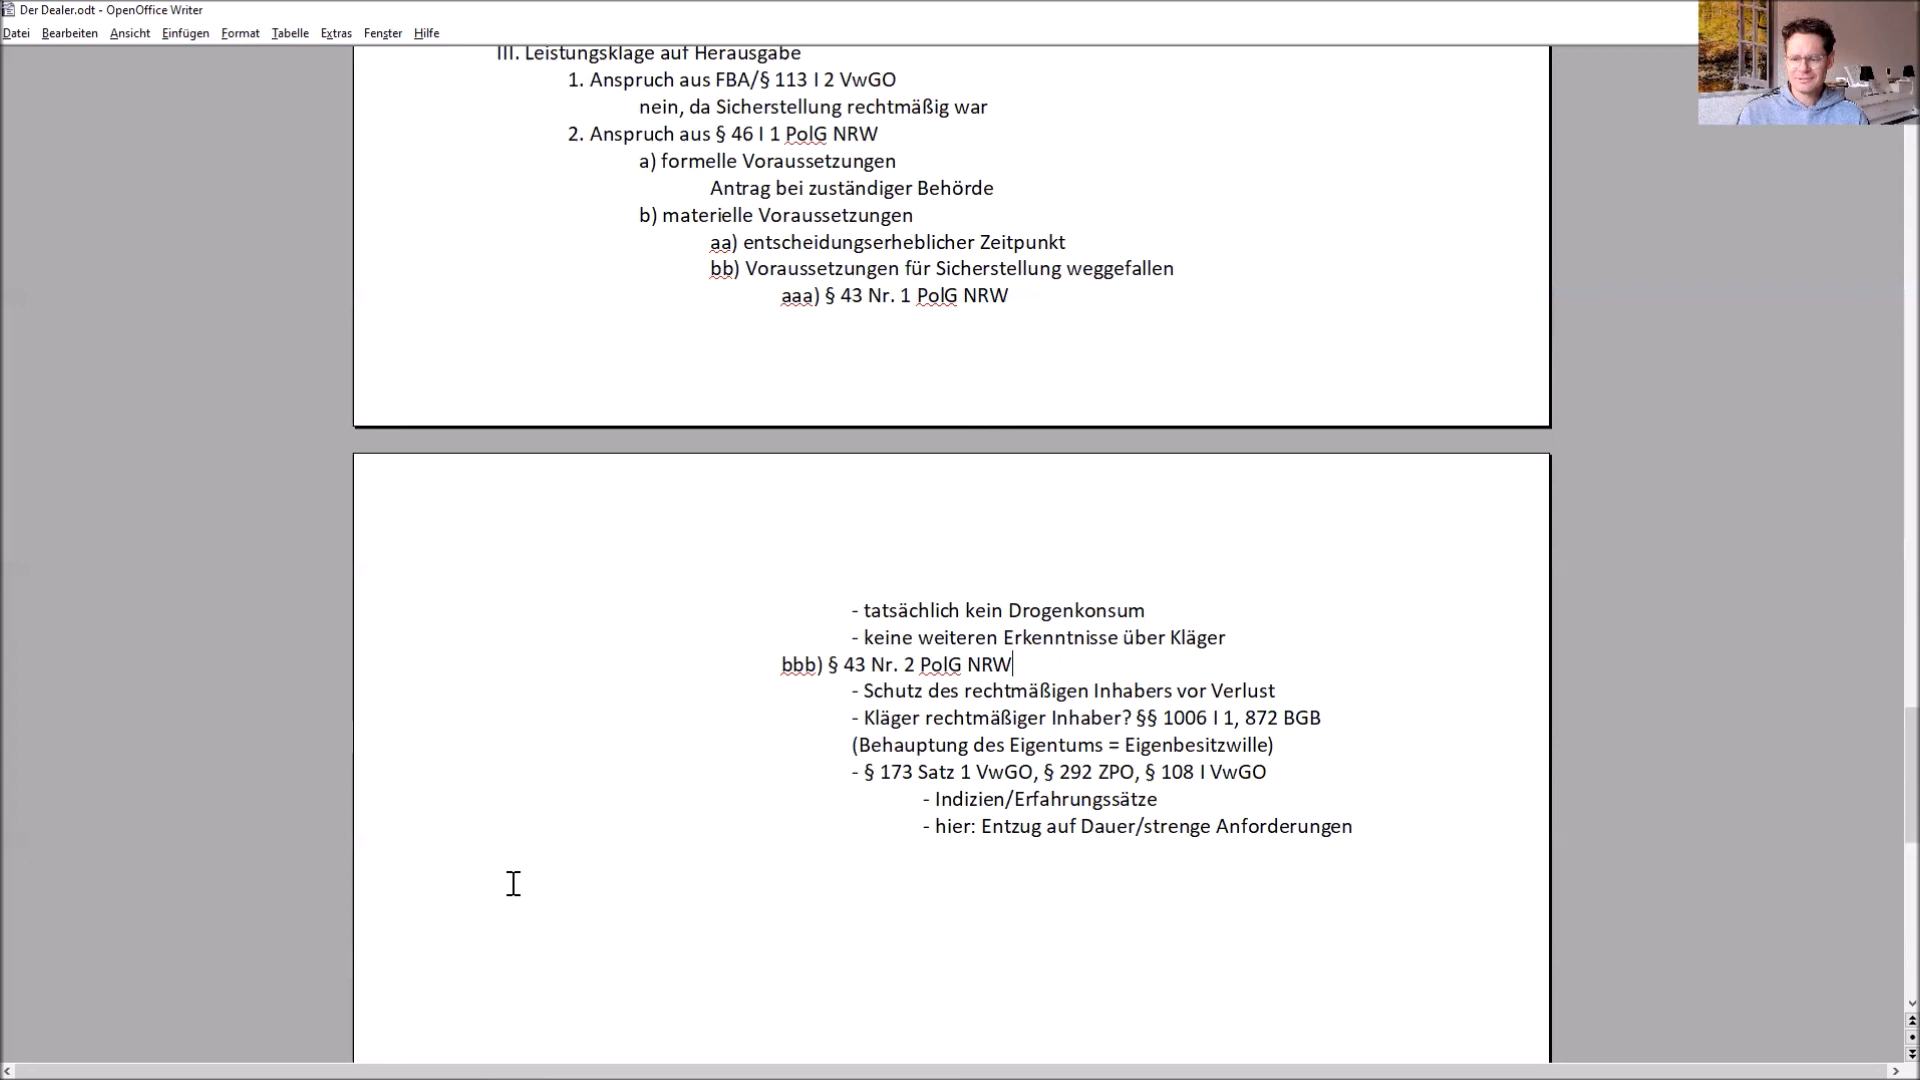 Der Dealer.odt - OpenOffice Writer
Datei Bearbeiten Ansicht Einfügen Format Tabelle Extras Fenster Hilfe
III. Leistungsklage auf Herausgabe
1. Anspruch aus FBA/§ 113 I 2 VwGO
nein, da Sicherstellung rechtmäßig war
2. Anspruch aus § 46 I 1 PolG NRW
a) formelle Voraussetzungen
Antrag bei zuständiger Behörde
b) materielle Voraussetzungen
aa) entscheidungserheblicher Zeitpunkt
bb) Voraussetzungen für Sicherstellung weggefallen
aaa) § 43 Nr. 1 PolG NRW
- tatsächlich kein Drogenkonsum
- keine weiteren Erkenntnisse über Kläger
bbb) § 43 Nr. 2 PolG NRW
- Schutz des rechtmäßigen Inhabers vor Verlust
- Kläger rechtmäßiger Inhaber? §§ 1006 I 1, 872 BGB
(Behauptung des Eigentums = Eigenbesitzwille)
- § 173 Satz 1 VwGO, § 292 ZPO, § 108 I VwGO
- Indizien/Erfahrungssätze
- hier: Entzug auf Dauer/strenge Anforderungen